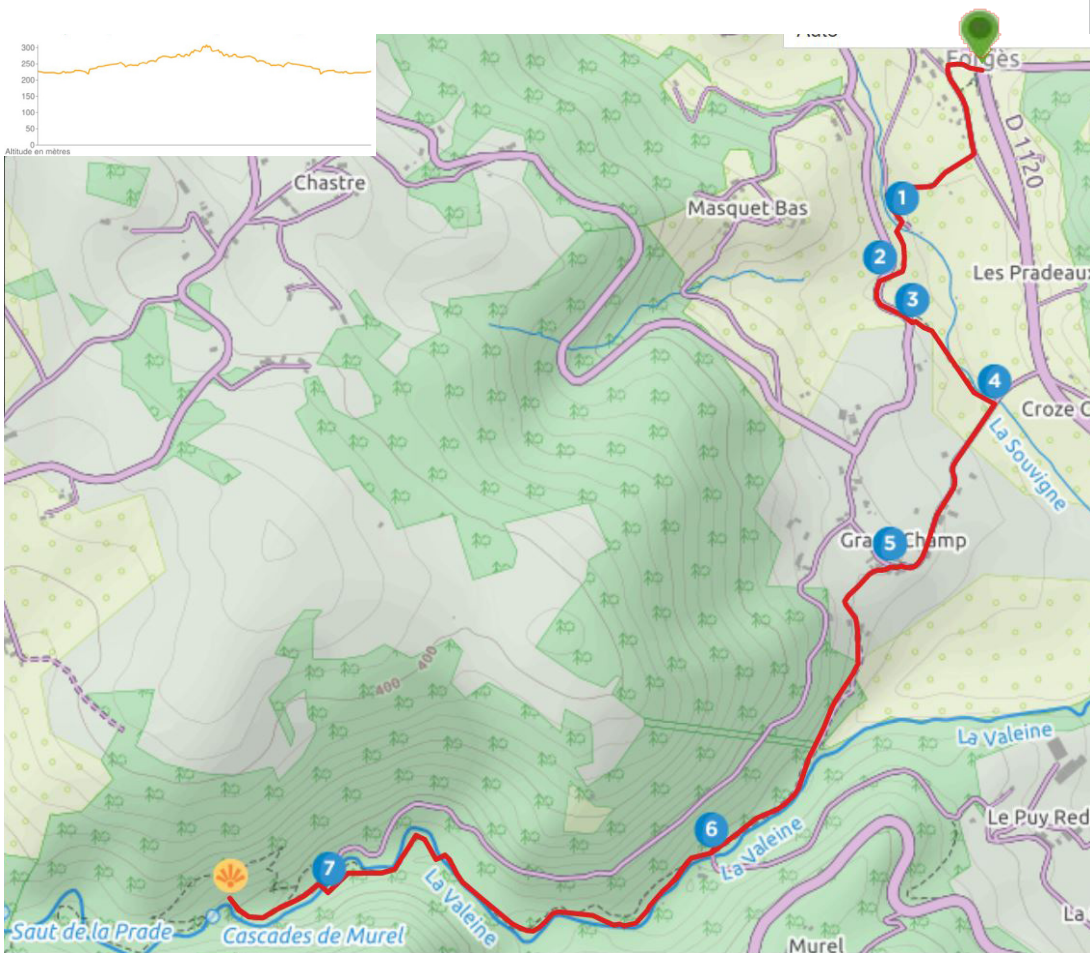 300
250
200
150
100
50
0
Altitude en mètres
Forgès
D 1120
Chastre
Masquet Bas
1
2
Les Pradeaux
3
4
Croze
La Souvigne
5
Champ
400
400
La Valeine
6
La Valeine
Le Puy Red
7
La Valeine
Saut de la Prade
Cascades de Murel
La
Murel